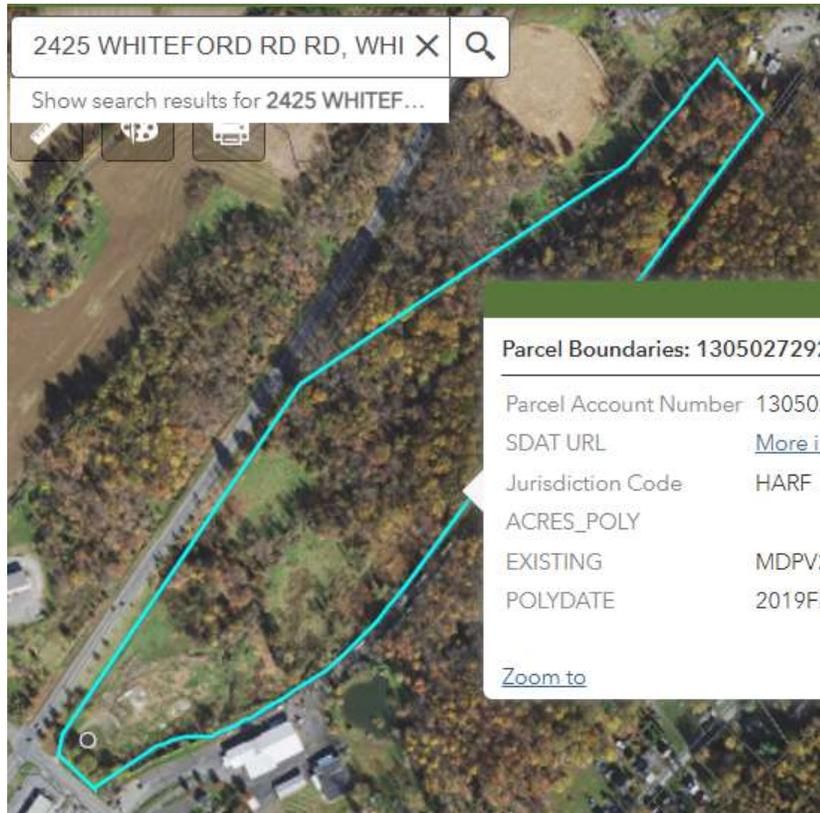 2425 WHITEFORD RD RD, WHI
Show search results for 2425 WHITEF...
Parcel Boundaries: 1305027292
Parcel Account Number 13050
SDAT URL More i
Jurisdiction Code HARF
ACRES_POLY
EXISTING MDPV
POLYDATE 2019F
Zoom to